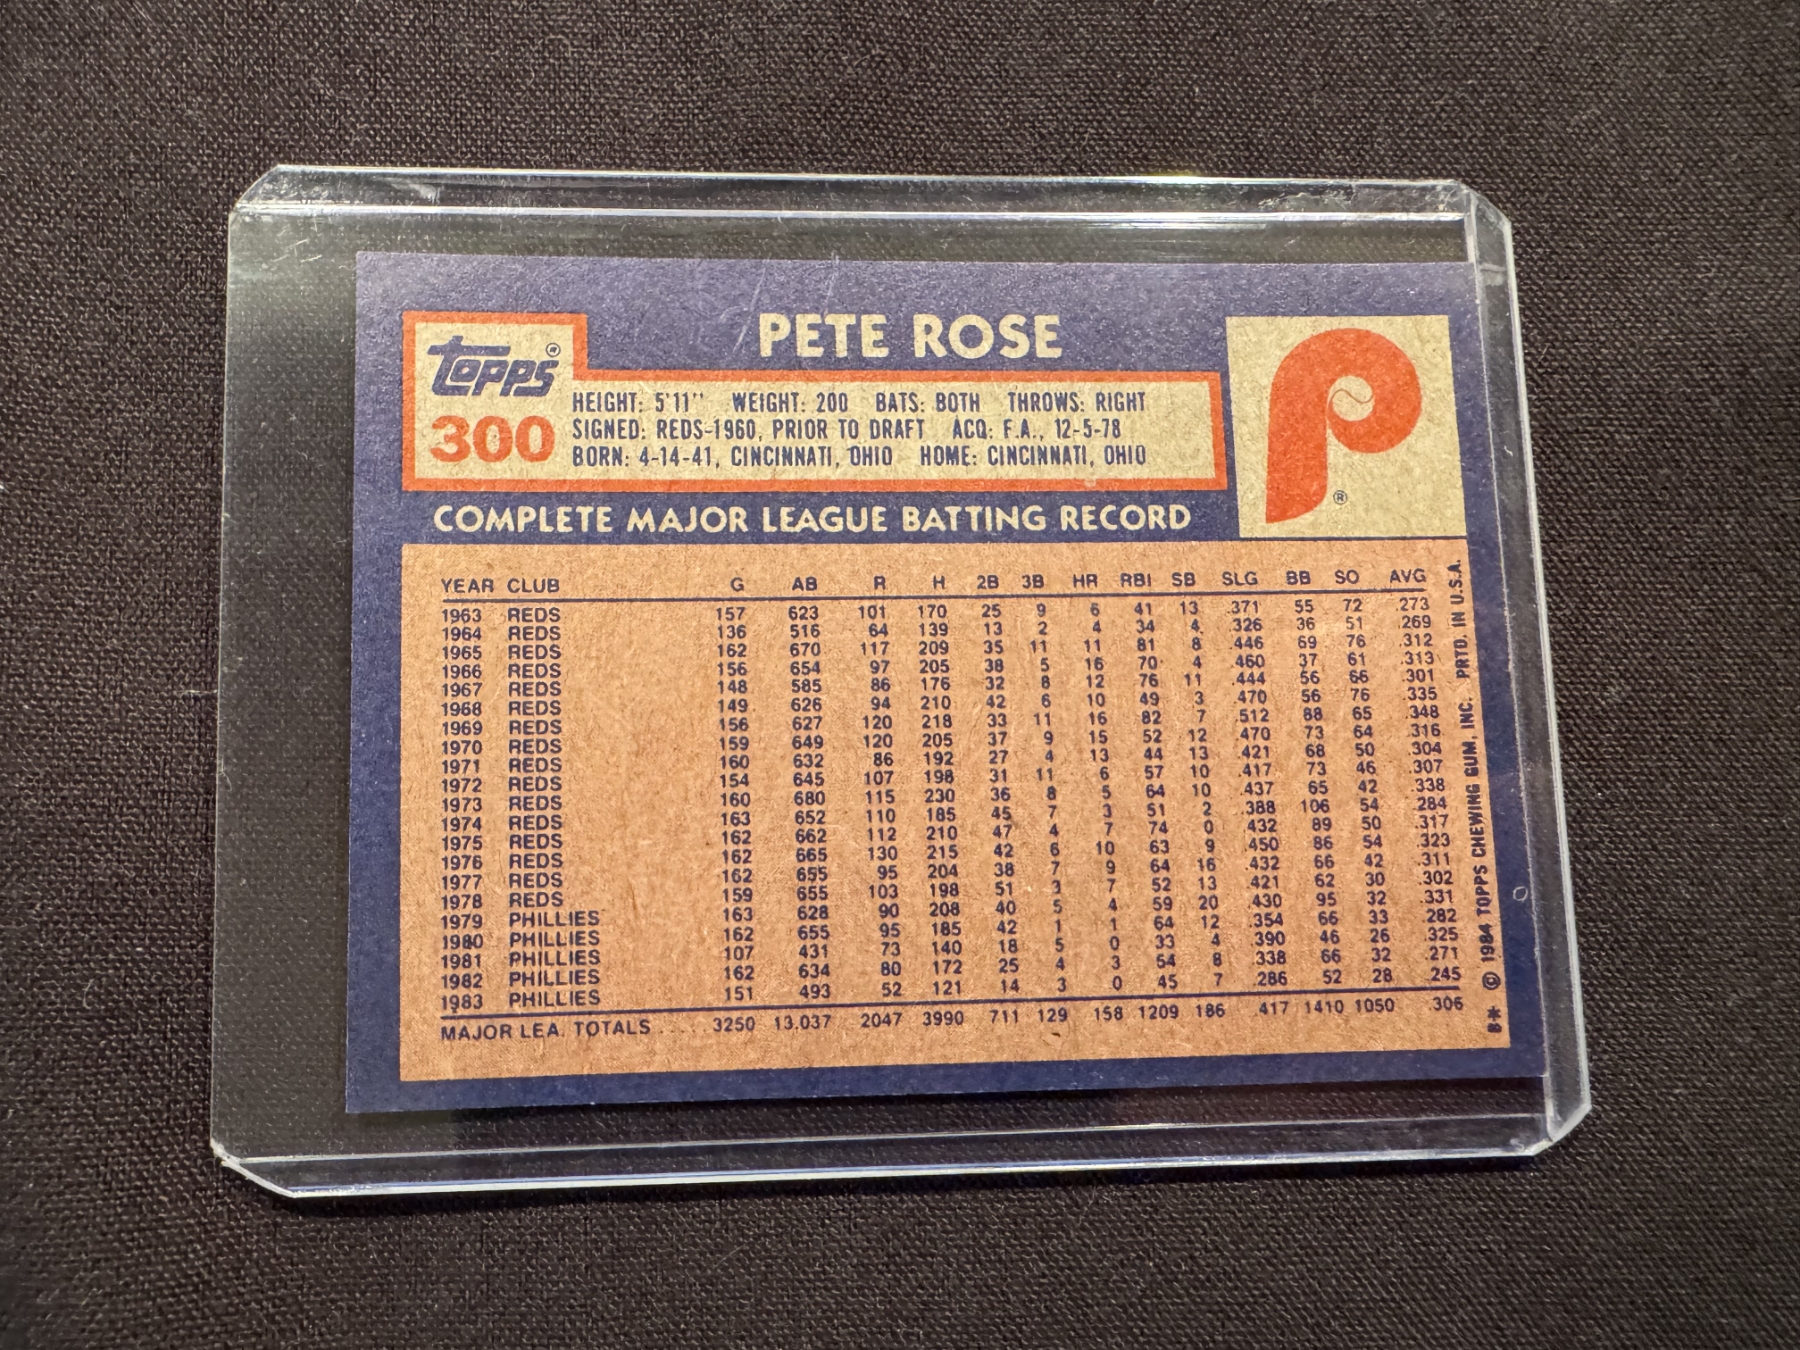 topps®
300
PETE ROSE
HEIGHT: 5'11" WEIGHT: 200 BATS: BOTH THROWS: RIGHT
SIGNED: REDS-1960, PRIOR TO DRAFT ACQ: F.A., 12-5-78
BORN: 4-14-41, CINCINNATI, OHIO HOME: CINCINNATI, OHIO
P ®
COMPLETE MAJOR LEAGUE BATTING RECORD
YEAR CLUB G AB R H 2B 3B HR RBI SB SLG BB SO AVG
1963 REDS 157 623 101 170 25 9 6 41 13 .371 55 72 .273
1964 REDS 136 516 64 139 13 2 4 34 4 .326 36 51 .269
1965 REDS 162 670 117 209 35 11 11 81 8 .446 69 76 .312
1966 REDS 156 654 97 205 38 5 16 70 4 .460 37 61 .313
1967 REDS 148 585 86 176 32 8 12 76 11 .444 56 66 .301
1968 REDS 149 626 94 210 42 6 10 49 3 .470 56 76 .335
1969 REDS 156 627 120 218 33 11 16 82 7 .512 88 65 .348
1970 REDS 159 649 120 205 37 9 15 52 12 .470 73 64 .316
1971 REDS 160 632 86 192 27 4 13 44 13 .421 68 50 .304
1972 REDS 154 645 107 198 31 11 6 57 10 .417 73 46 .307
1973 REDS 160 680 115 230 36 8 5 64 10 .437 65 42 .338
1974 REDS 163 652 110 185 45 7 3 51 2 .388 106 54 .284
1975 REDS 162 662 112 210 47 4 7 74 0 .432 89 50 .317
1976 REDS 162 665 130 215 42 6 10 63 9 .450 86 54 .323
1977 REDS 162 655 95 204 38 7 9 64 16 .432 66 42 .311
1978 REDS 159 655 103 198 51 3 7 52 13 .421 62 30 .302
1979 PHILLIES 163 628 90 208 40 5 4 59 20 .430 95 32 .331
1980 PHILLIES 162 655 95 185 42 1 1 64 12 .354 66 33 .282
1981 PHILLIES 107 431 73 140 18 5 0 33 4 .390 46 26 .325
1982 PHILLIES 162 634 80 172 25 4 3 54 8 .338 66 32 .271
1983 PHILLIES 151 493 52 121 14 3 0 45 7 .286 52 28 .245
MAJOR LEA. TOTALS ..... 3250 13,037 2047 3990 711 129 158 1209 186 .417 1410 1050 .306
B* © 1984 TOPPS CHEWING GUM, INC. PRTD. IN U.S.A.